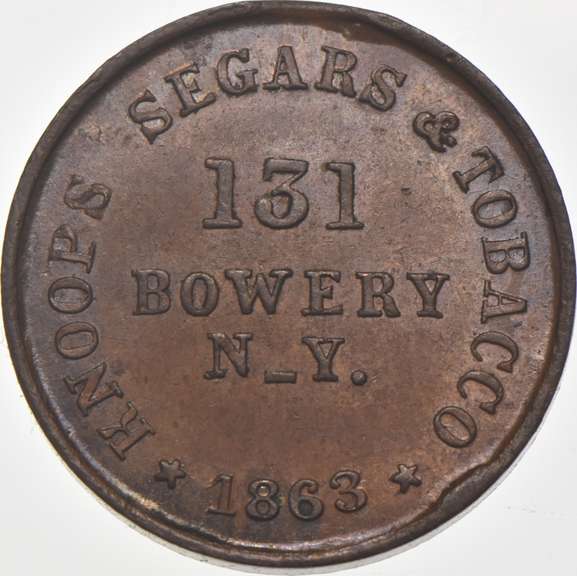 KNOOPS SEGARS & TOBACCO
131
BOWERY
N_Y.
★ 1863 ★